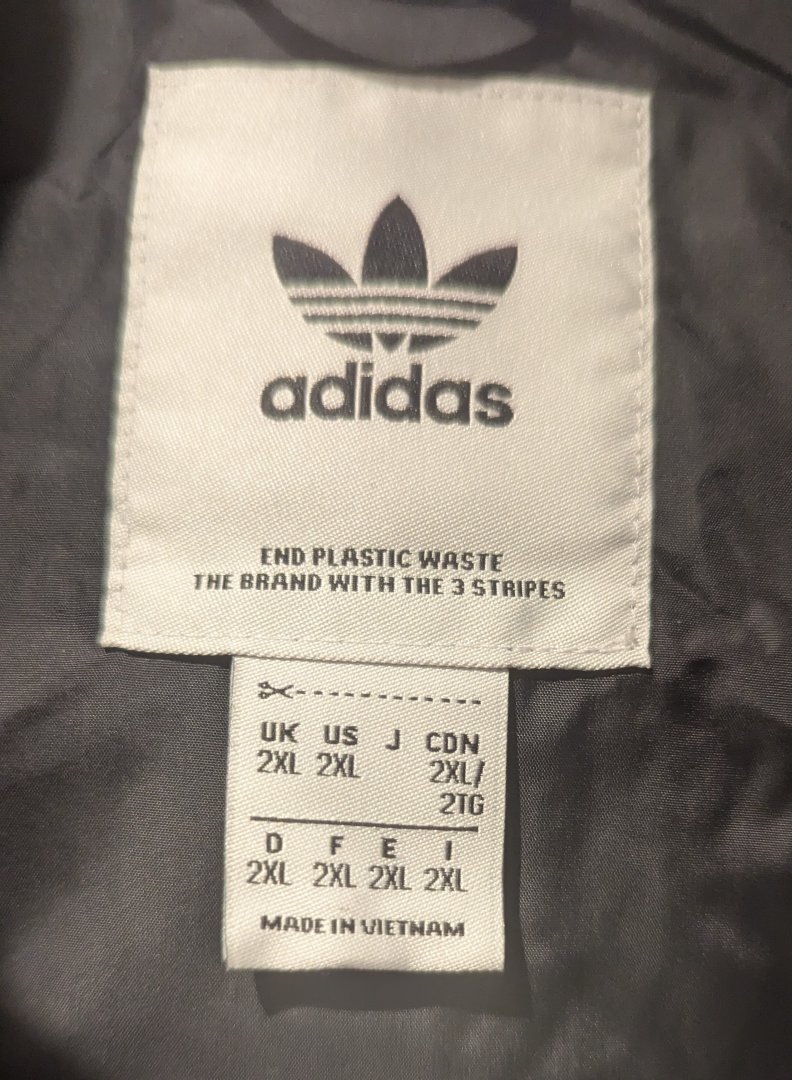 adidas
END PLASTIC WASTE
THE BRAND WITH THE 3 STRIPES
UK US J CDN
2XL 2XL 2XL/
2TG
D F E I
2XL 2XL 2XL 2XL
MADE IN VIETNAM